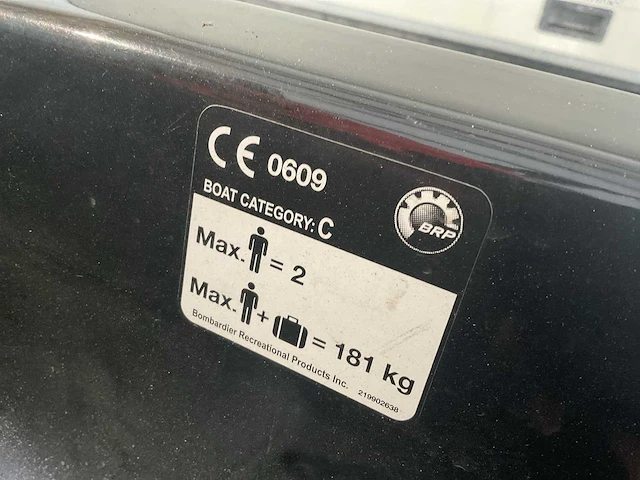 CE 0609
BOAT CATEGORY: C
BRP
Max. = 2
Max. + = 181 kg
Bombardier Recreational Products Inc.
219902638